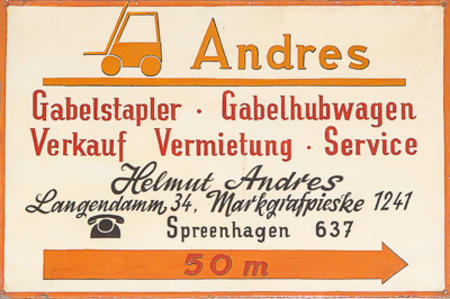 Andres
Gabelstapler · Gabelhubwagen
Verkauf Vermietung · Service
Helmut Andres
Langendamm 34, Markgrafpieske 1241
Spreenhagen 637
50 m